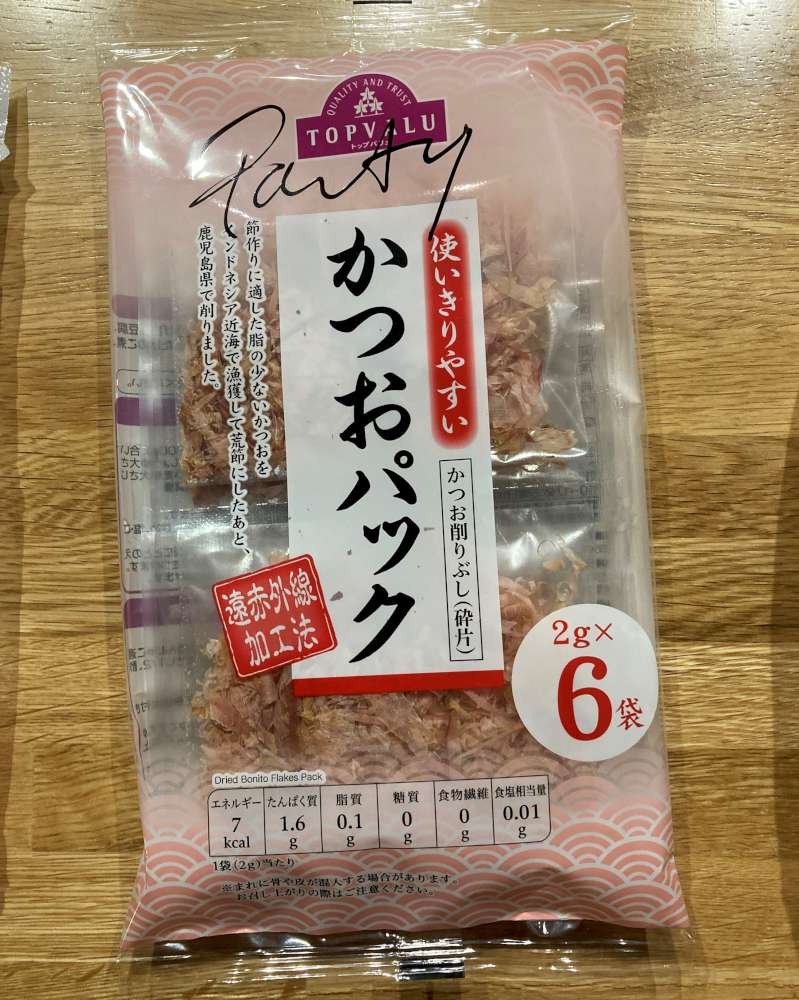 QUALITY AND TRUST
TOPVALU
トップバリュ
Party
使いきりやすい
かつおパック
かつお削りぶし(砕片)
節作りに適した脂の少ないかつおを
インドネシア近海で漁獲して荒節にしたあと、
鹿児島県で削りました。
遠赤外線
加工法
2g×
6袋
Dried Bonito Flakes Pack
エネルギー たんぱく質 脂質 糖質 食物繊維 食塩相当量
7 1.6 0.1 0 0 0.01
kcal g g g g g
1袋(2g)当たり
※まれに骨や皮が混入する場合があります。
お召し上がりの際はご注意ください。